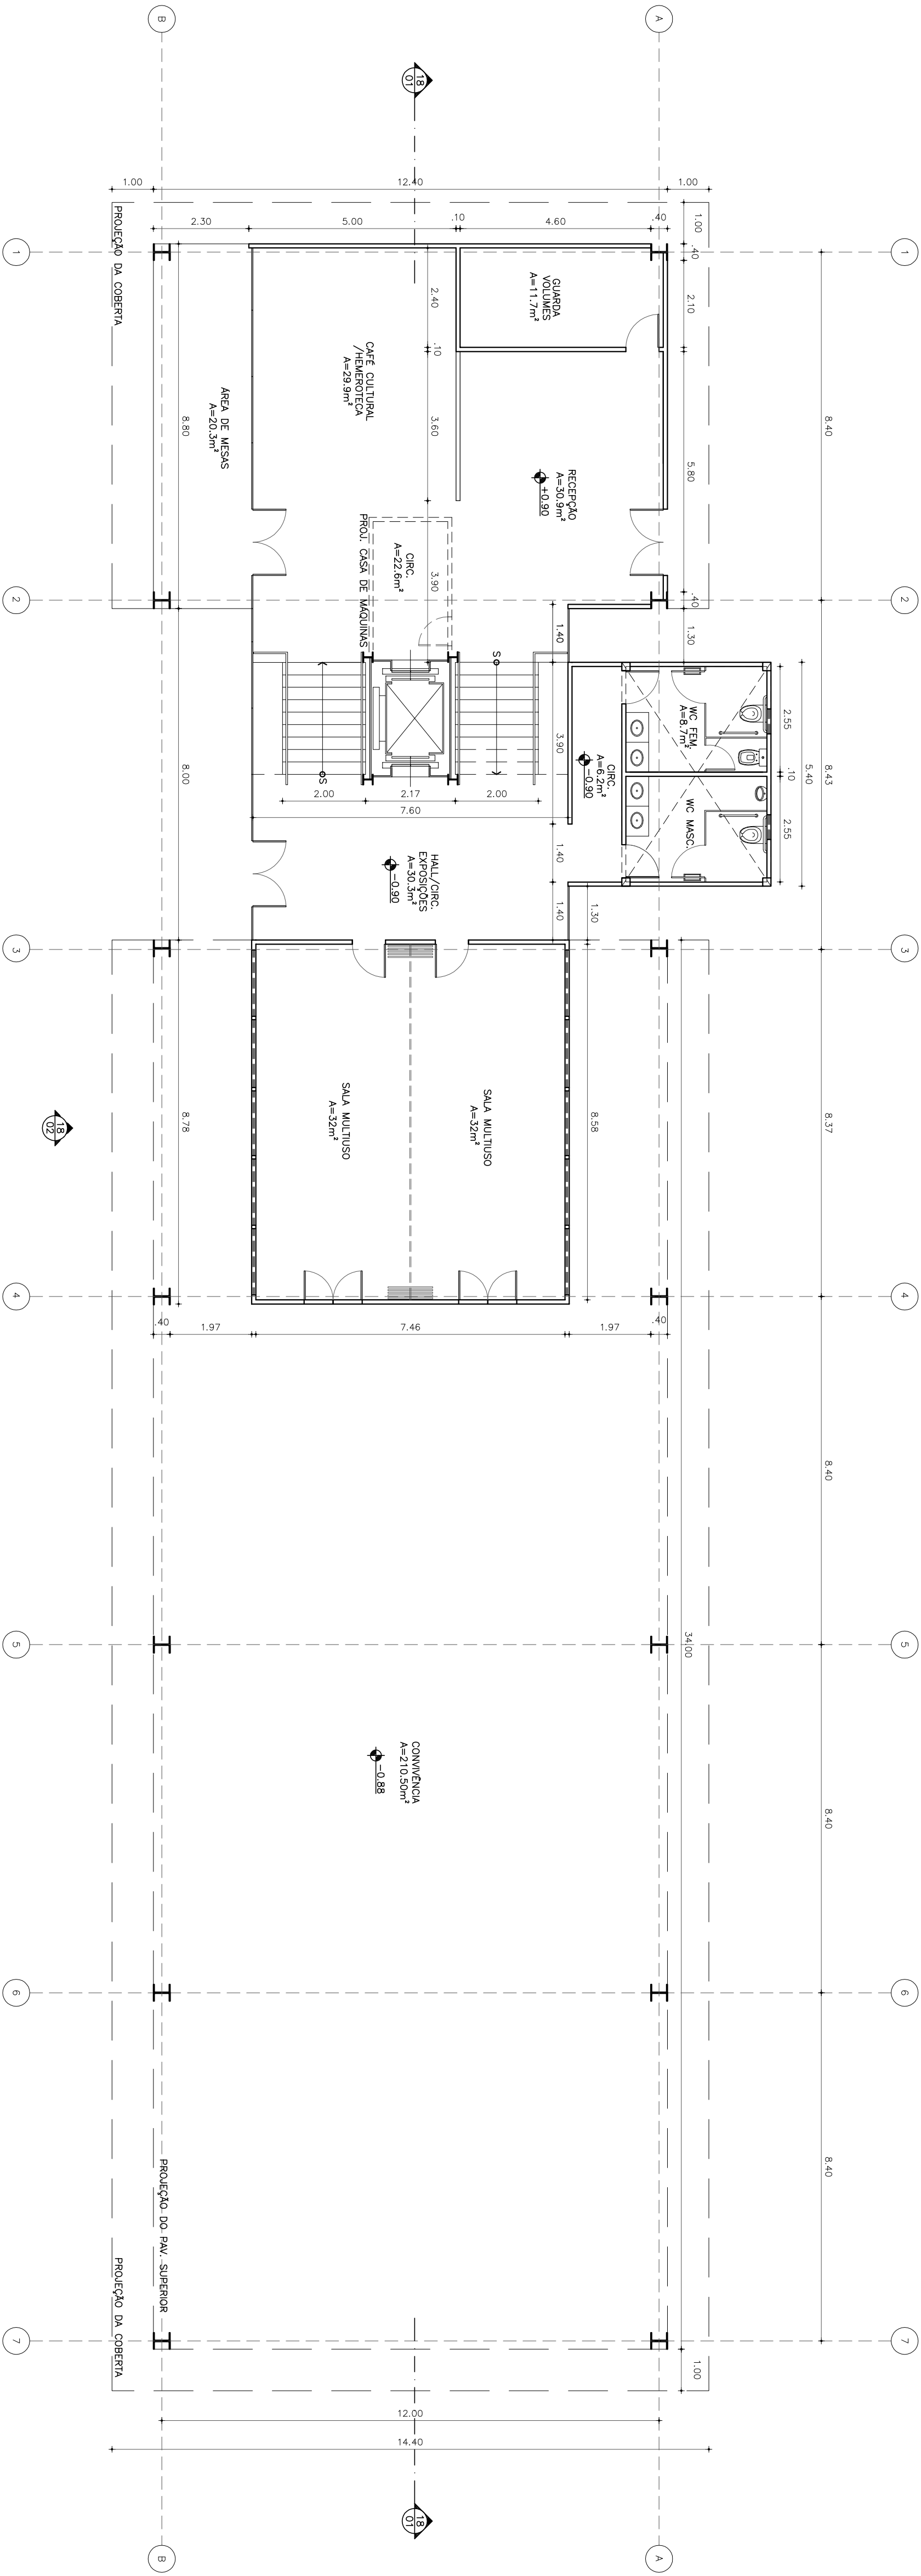 B
A
18
01
1.00
12.40
1.00
2.30
5.00
.10
4.60
.40
1.00
PROJEÇÃO DA COBERTA
1
1
.40
2.10
5.80
.40
1.30
8.40
GUARDA
VOLUMES
A=11.7m²
2.40
.10
3.60
3.90
CAFÉ CULTURAL
/HEMEROTECA
A=29.9m²
ÁREA DE MESAS
A=20.3m²
8.80
RECEPÇÃO
A=30.9m²
+0.90
CIRC.
A=22.6m²
PROJ. CASA DE MÁQUINAS
2
2
1.40
3.90
1.40
1.40
S
S
WC FEM.
A=8.7m²
WC MASC.
CIRC.
A=6.2m²
-0.90
2.55
.10
2.55
5.40
8.43
2.00
2.17
2.00
7.60
8.00
HALL/CIRC.
EXPOSIÇÕES
A=30.3m²
-0.90
1.30
3
3
SALA MULTIUSO
A=32m²
SALA MULTIUSO
A=32m²
8.58
8.78
8.37
18
02
4
4
.40
1.97
7.46
1.97
.40
8.40
5
5
34.00
CONVIVÊNCIA
A=210.50m²
-0.88
8.40
6
6
8.40
PROJEÇÃO DO PAV. SUPERIOR
PROJEÇÃO DA COBERTA
7
7
1.00
12.00
14.40
18
01
B
A